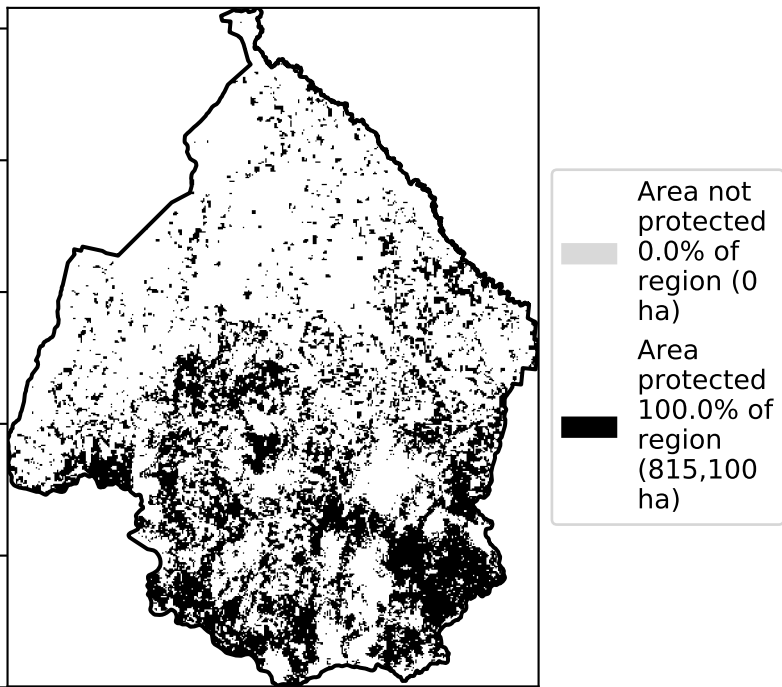 Area not
protected
0.0% of
region (0
ha)
Area
protected
100.0% of
region
(815,100
ha)